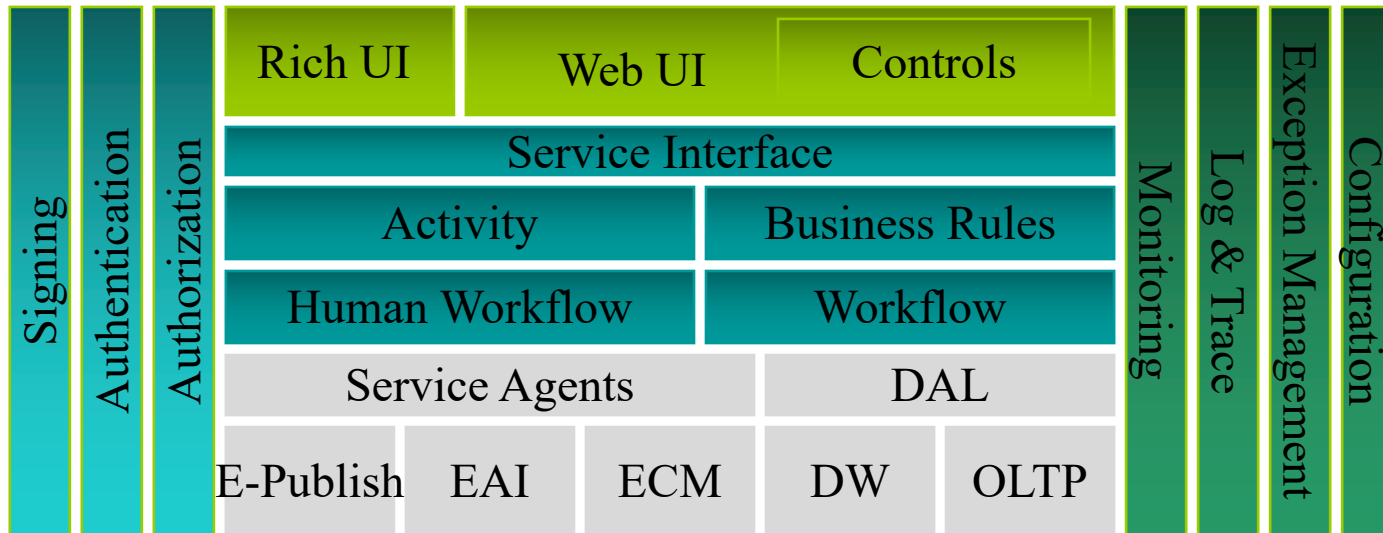 Signing
Authentication
Authorization
Rich UI
Web UI
Controls
Service Interface
Activity
Business Rules
Human Workflow
Workflow
Service Agents
DAL
E-Publish
EAI
ECM
DW
OLTP
Monitoring
Log & Trace
Exception Management
Configuration